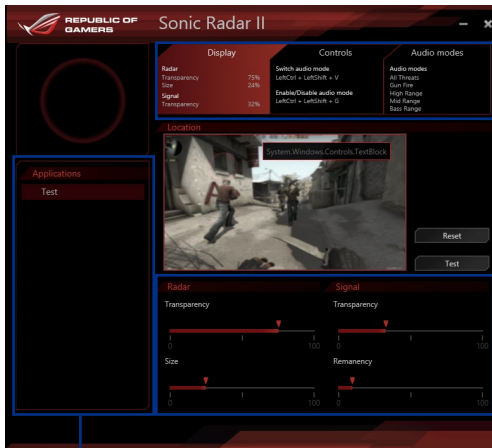 REPUBLIC OF
GAMERS
Sonic Radar II
Display
Controls
Audio modes
Radar
Transparency 75%
Size 24%
Signal
Transparency 32%
Switch audio mode
LeftCtrl + LeftShift + V
Enable/Disable audio mode
LeftCtrl + LeftShift + G
Audio modes
All Threats
Gun Fire
High Range
Mid Range
Bass Range
Location
System.Windows.Controls.TextBlock
A
Applications
Test
Reset
Test
Radar
Transparency
0 100
Size
0 100
Signal
Transparency
0 100
Remanency
0 100